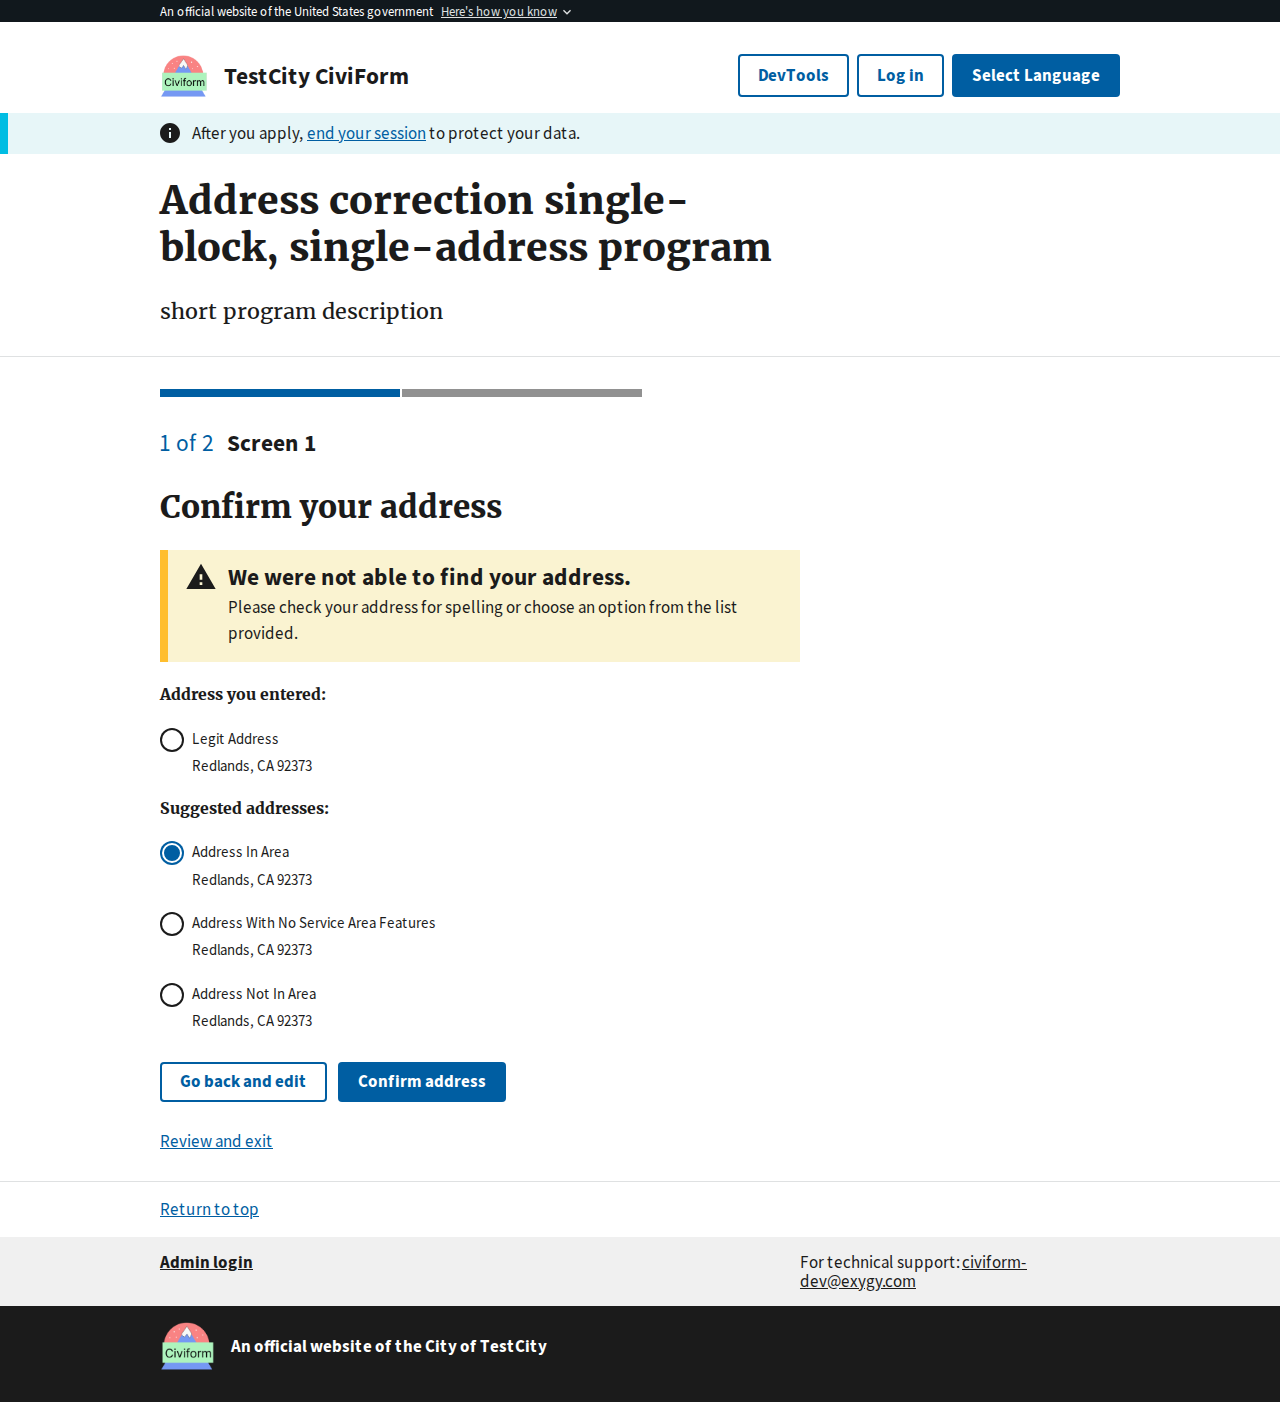 An official website of the United States government Here's how you know
Civiform
TestCity CiviForm
DevTools
Log in
Select Language
After you apply, end your session to protect your data.
Address correction single-
block, single-address program
short program description
1 of 2 Screen 1
Confirm your address
We were not able to find your address.
Please check your address for spelling or choose an option from the list
provided.
Address you entered:
Legit Address
Redlands, CA 92373
Suggested addresses:
Address In Area
Redlands, CA 92373
Address With No Service Area Features
Redlands, CA 92373
Address Not In Area
Redlands, CA 92373
Go back and edit
Confirm address
Review and exit
Return to top
Admin login
For technical support: civiform-
dev@exygy.com
Civiform
An official website of the City of TestCity